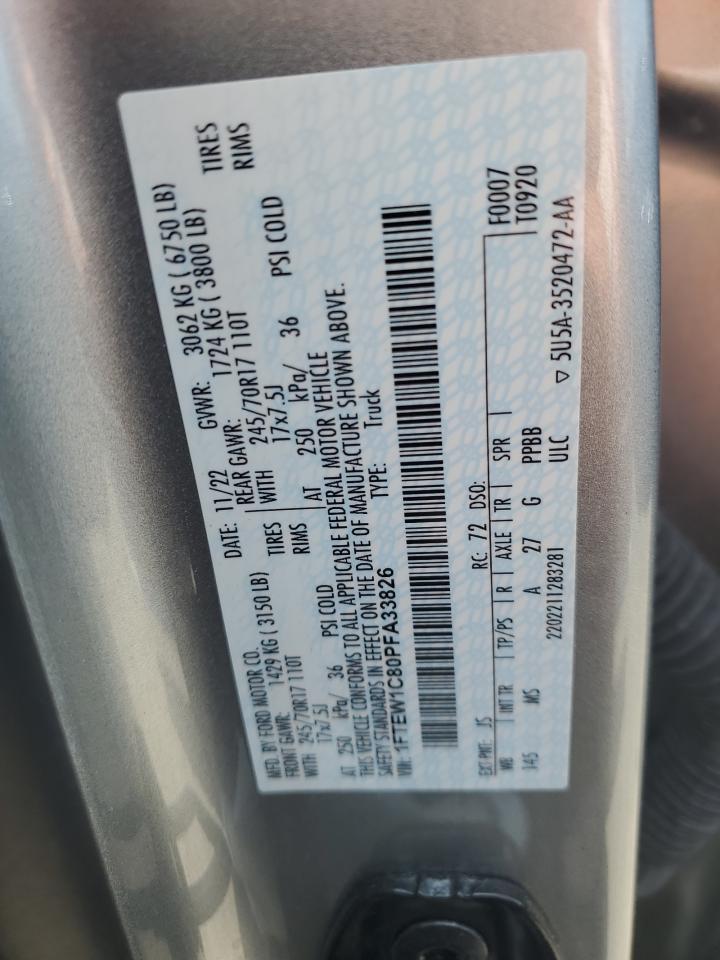 MFD. BY FORD MOTOR CO. DATE: 11/22 GVWR: 3062 KG ( 6750 LB)
FRONT GAWR: 1429 KG ( 3150 LB) REAR GAWR: 1724 KG ( 3800 LB)
WITH 245/70R17 110T TIRES WITH 245/70R17 110T TIRES
17x7.5J RIMS 17x7.5J RIMS
AT 250 kPa/ 36 PSI COLD AT 250 kPa/ 36 PSI COLD
THIS VEHICLE CONFORMS TO ALL APPLICABLE FEDERAL MOTOR VEHICLE
SAFETY STANDARDS IN EFFECT ON THE DATE OF MANUFACTURE SHOWN ABOVE.
VIN: 1FTEW1C80PFA33826 TYPE: Truck
F0007
EXT PNT: JS RC: 72 DSO: T0920
WB INT TR TP/PS R AXLE TR SPR
145 MS A 27 G PPBB
2202211283281 ULC ▽ 5U5A-3520472-AA